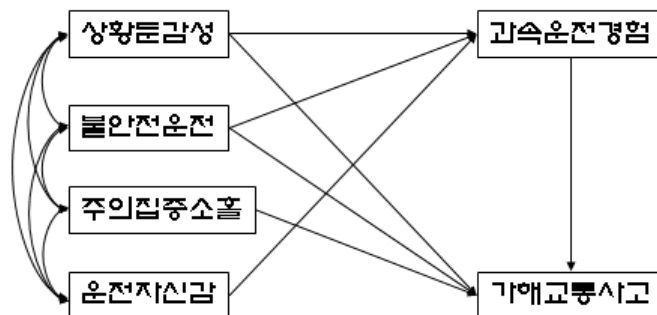 상황둔감성
과속운전경험
불안전운전
주의집중소홀
운전자신감
가해교통사고